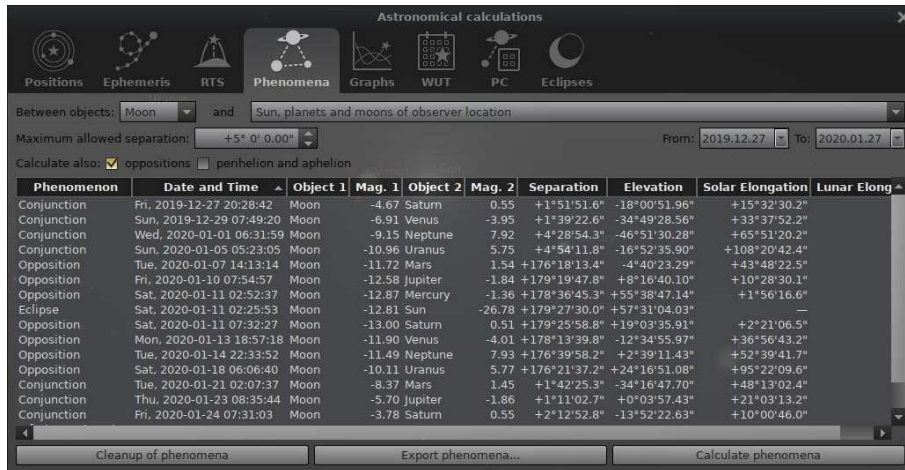 Astronomical calculations
Positions Ephemeris RTS Phenomena Graphs WUT PC Eclipses
Between objects: Moon and Sun, planets and moons of observer location
Maximum allowed separation: +5° 0' 0.00" From: 2019.12.27 To: 2020.01.27
Calculate also: oppositions perihelion and aphelion
Phenomenon Date and Time Object 1 Mag. 1 Object 2 Mag. 2 Separation Elevation Solar Elongation Lunar Elong
Conjunction Fri, 2019-12-27 20:28:42 Moon -4.67 Saturn 0.55 +1°51'51.6" -18°00'51.96" +15°32'30.2"
Conjunction Sun, 2019-12-29 07:49:20 Moon -6.91 Venus -3.95 +1°39'22.6" -34°49'28.56" +33°37'52.2"
Conjunction Wed, 2020-01-01 06:31:59 Moon -9.15 Neptune 7.92 +4°28'54.3" -46°51'30.28" +65°51'20.2"
Conjunction Sun, 2020-01-05 05:23:05 Moon -10.96 Uranus 5.75 +4°54'11.8" -16°52'35.90" +108°20'42.4"
Opposition Tue, 2020-01-07 14:13:14 Moon -11.72 Mars 1.54 +176°18'13.4" -4°40'23.29" +43°48'22.5"
Opposition Fri, 2020-01-10 07:54:57 Moon -12.58 Jupiter -1.84 +179°19'47.8" +8°16'40.10" +10°28'30.1"
Opposition Sat, 2020-01-11 02:52:37 Moon -12.87 Mercury -1.36 +178°36'45.3" +55°38'47.14" +1°56'16.6"
Eclipse Sat, 2020-01-11 02:25:53 Moon -12.81 Sun -26.78 +179°27'30.0" +57°31'04.03" —
Opposition Sat, 2020-01-11 07:32:27 Moon -13.00 Saturn 0.51 +179°25'58.8" +19°03'35.91" +2°21'06.5"
Opposition Mon, 2020-01-13 18:57:18 Moon -11.90 Venus -4.01 +178°13'39.8" -12°34'55.97" +36°56'43.2"
Opposition Tue, 2020-01-14 22:33:52 Moon -11.49 Neptune 7.93 +176°39'58.2" +2°39'11.43" +52°39'41.7"
Opposition Sat, 2020-01-18 06:06:40 Moon -10.11 Uranus 5.77 +176°21'37.2" +24°16'51.08" +95°22'09.6"
Conjunction Tue, 2020-01-21 02:07:37 Moon -8.37 Mars 1.45 +1°42'25.3" -34°16'47.70" +48°13'02.4"
Conjunction Thu, 2020-01-23 08:35:44 Moon -5.70 Jupiter -1.86 +1°11'02.7" +0°03'57.43" +21°03'13.2"
Conjunction Fri, 2020-01-24 07:31:03 Moon -3.78 Saturn 0.55 +2°12'52.8" -13°52'22.63" +10°00'46.0"
Cleanup of phenomena Export phenomena... Calculate phenomena